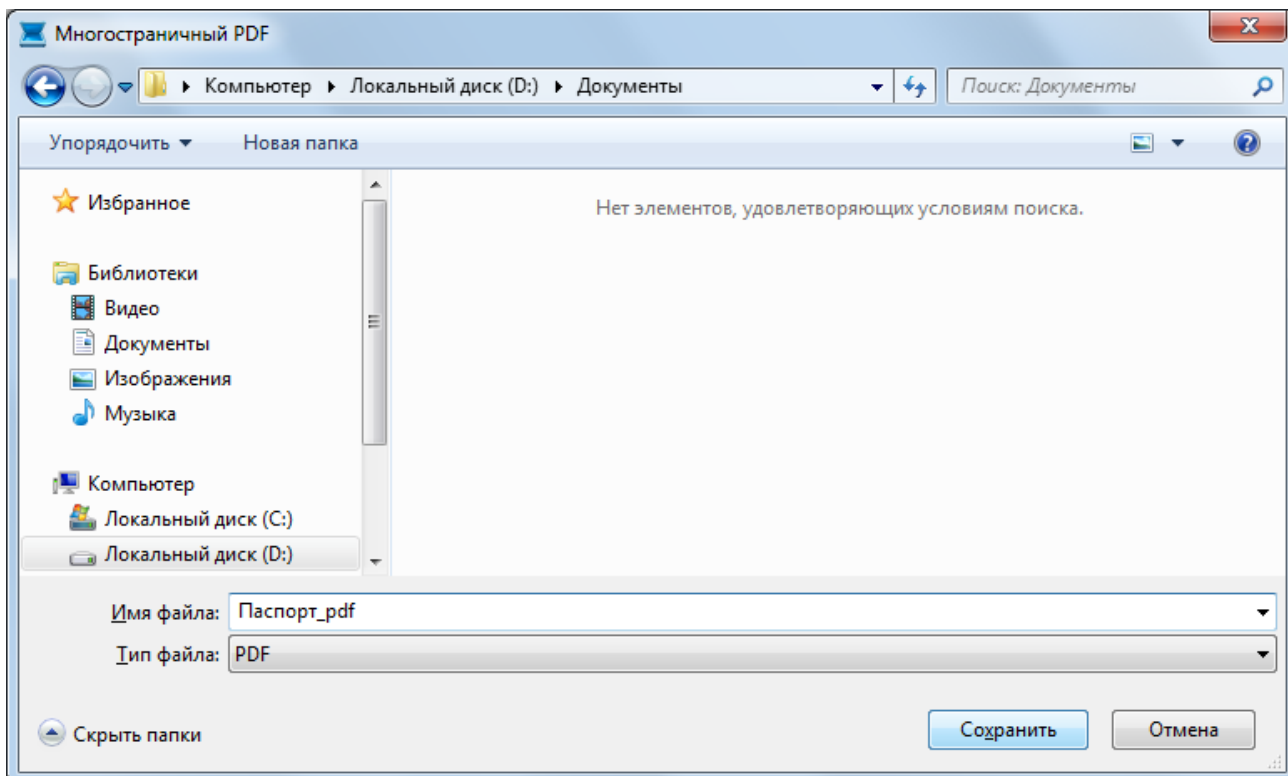 Многостраничный PDF
Компьютер Локальный диск (D:) Документы
Поиск: Документы
Упорядочить Новая папка
Избранное
Нет элементов, удовлетворяющих условиям поиска.
Библиотеки
Видео
Документы
Изображения
Музыка
Компьютер
Локальный диск (C:)
Локальный диск (D:)
Имя файла: Паспорт_pdf
Тип файла: PDF
Скрыть папки
Сохранить
Отмена